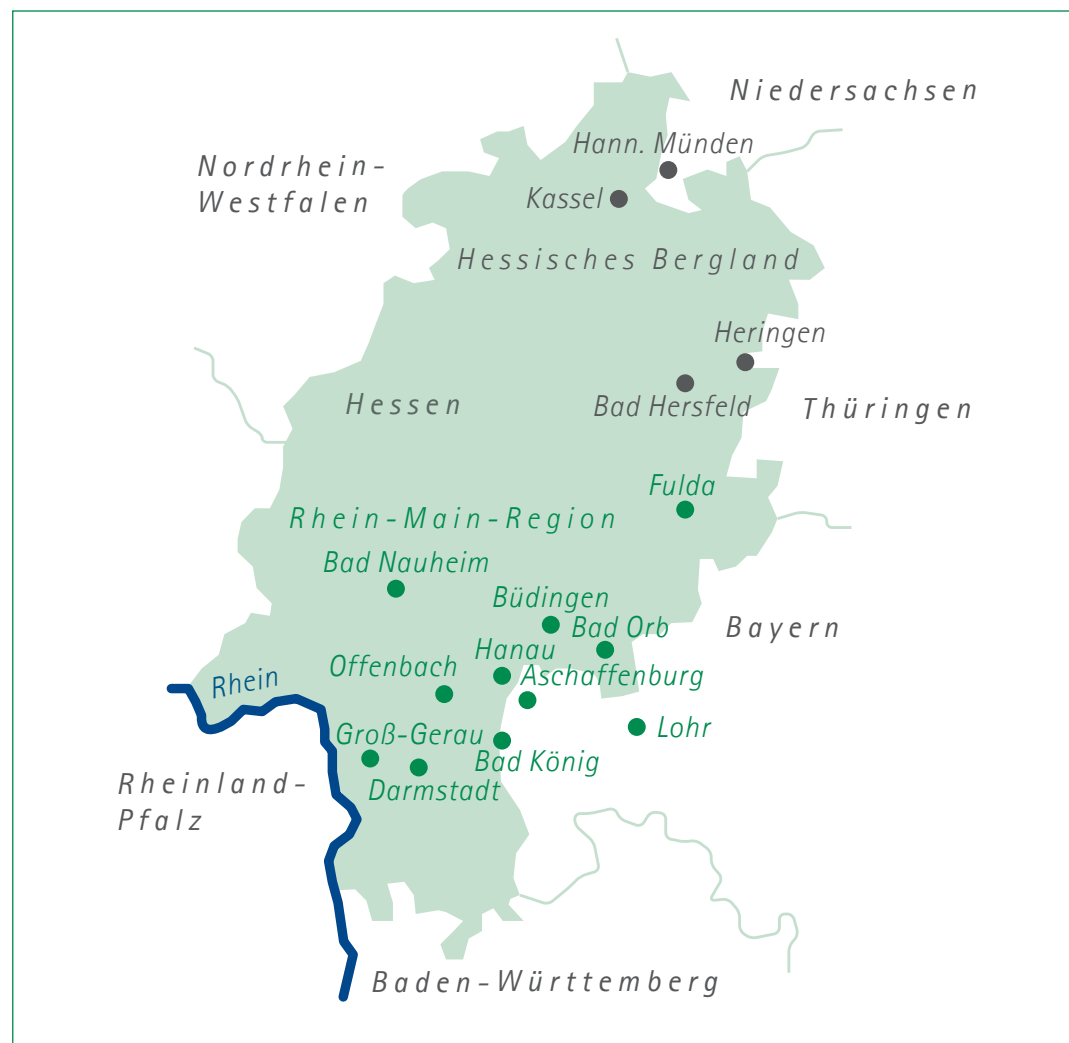 Niedersachsen
Hann. Münden
Nordrhein-
Westfalen
Kassel
Hessisches Bergland
Heringen
Hessen
Bad Hersfeld
Thüringen
Fulda
Rhein-Main-Region
Bad Nauheim
Büdingen
Bad Orb
Bayern
Hanau
Offenbach
Aschaffenburg
Rhein
Lohr
Groß-Gerau
Bad König
Darmstadt
Rheinland-
Pfalz
Baden-Württemberg